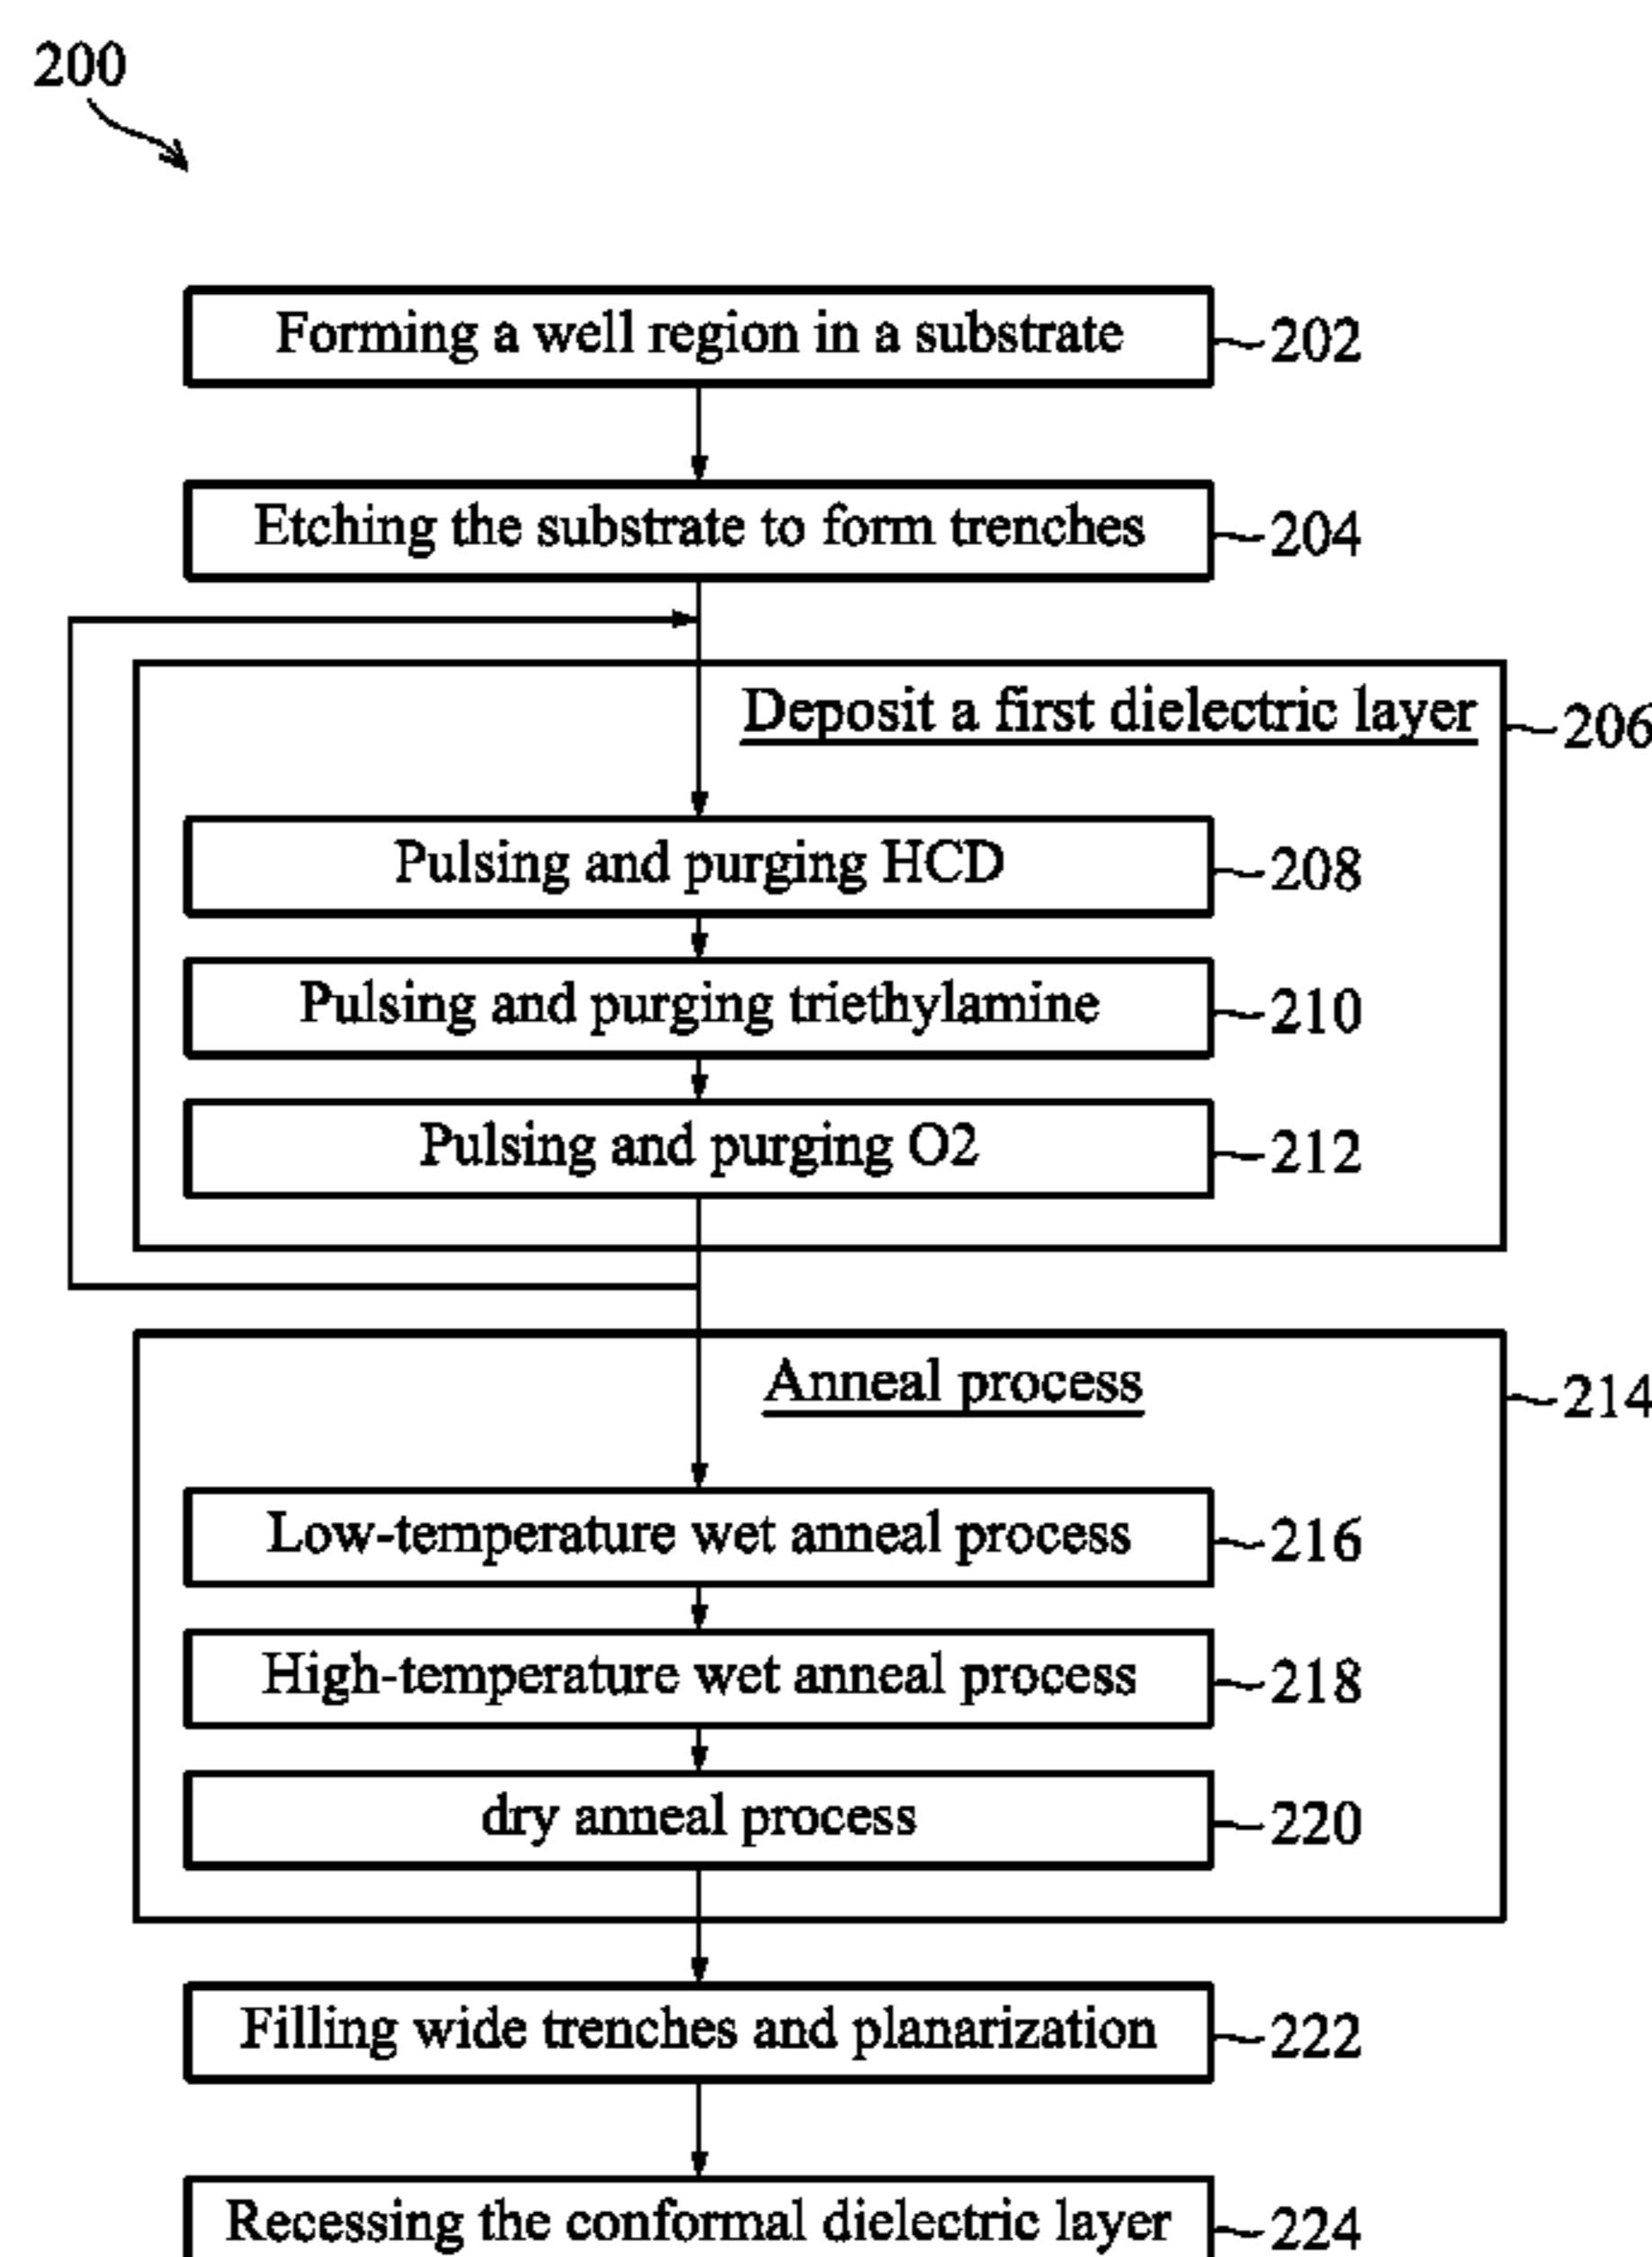 200
Forming a well region in a substrate
202
Etching the substrate to form trenches
204
Deposit a first dielectric layer
206
Pulsing and purging HCD
208
Pulsing and purging triethylamine
210
Pulsing and purging O2
212
Anneal process
214
Low-temperature wet anneal process
216
High-temperature wet anneal process
218
dry anneal process
220
Filling wide trenches and planarization
222
Recessing the conformal dielectric layer
224